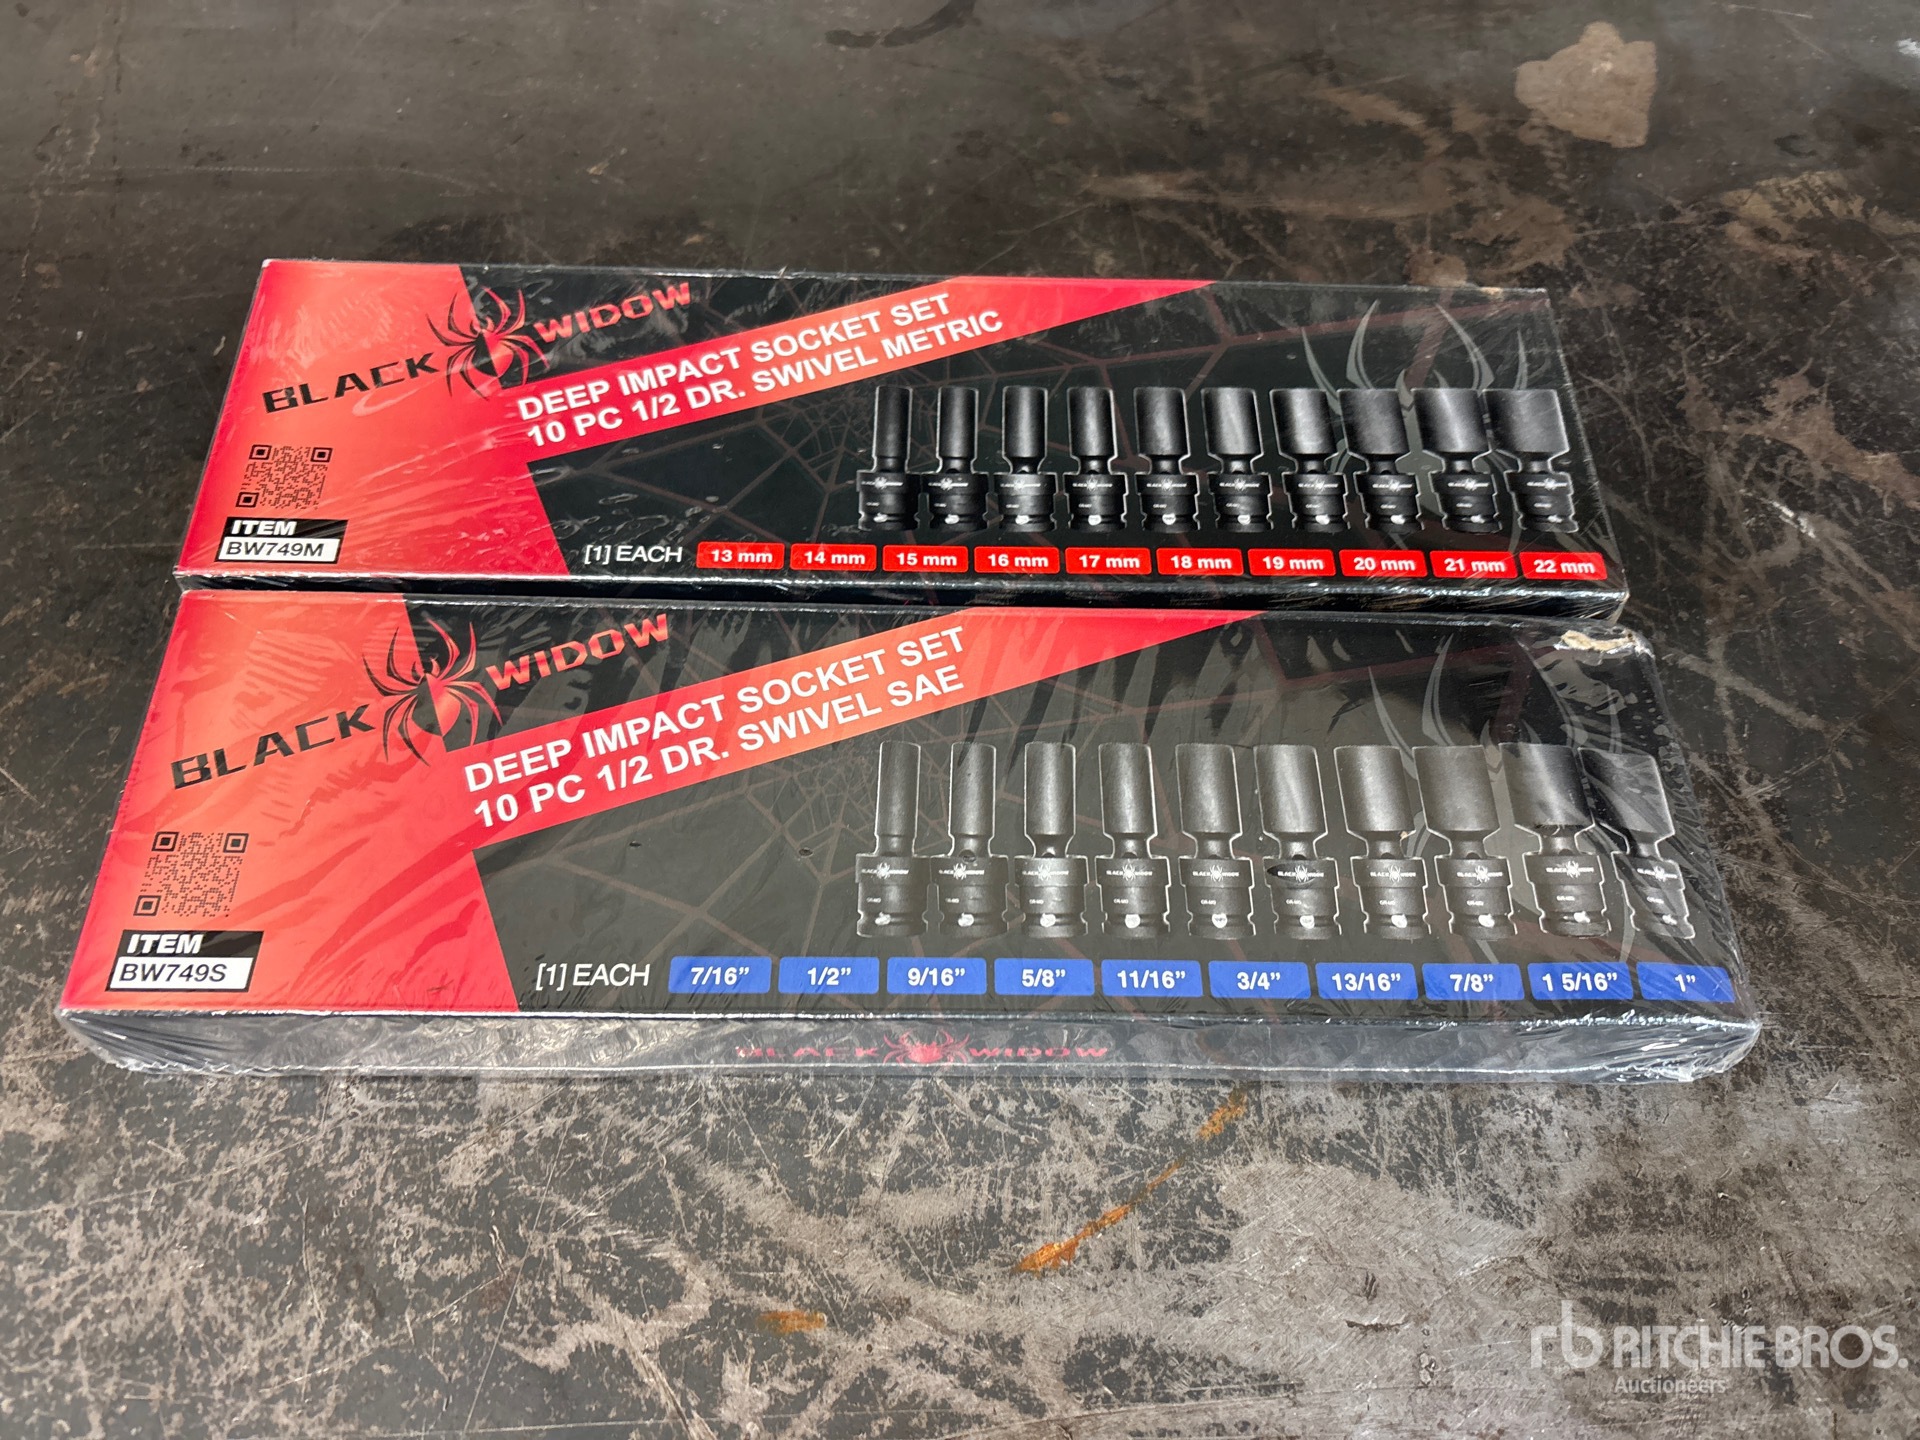 BLACK WIDOW
DEEP IMPACT SOCKET SET
10 PC 1/2 DR. SWIVEL METRIC
ITEM
BW749M
[1] EACH 13 mm 14 mm 15 mm 16 mm 17 mm 18 mm 19 mm 20 mm 21 mm 22 mm
BLACK WIDOW
DEEP IMPACT SOCKET SET
10 PC 1/2 DR. SWIVEL SAE
ITEM
BW749S
[1] EACH 7/16” 1/2” 9/16” 5/8” 11/16” 3/4” 13/16” 7/8” 1 5/16” 1”
BLACK WIDOW
rb RITCHIE BROS.
Auctioneers